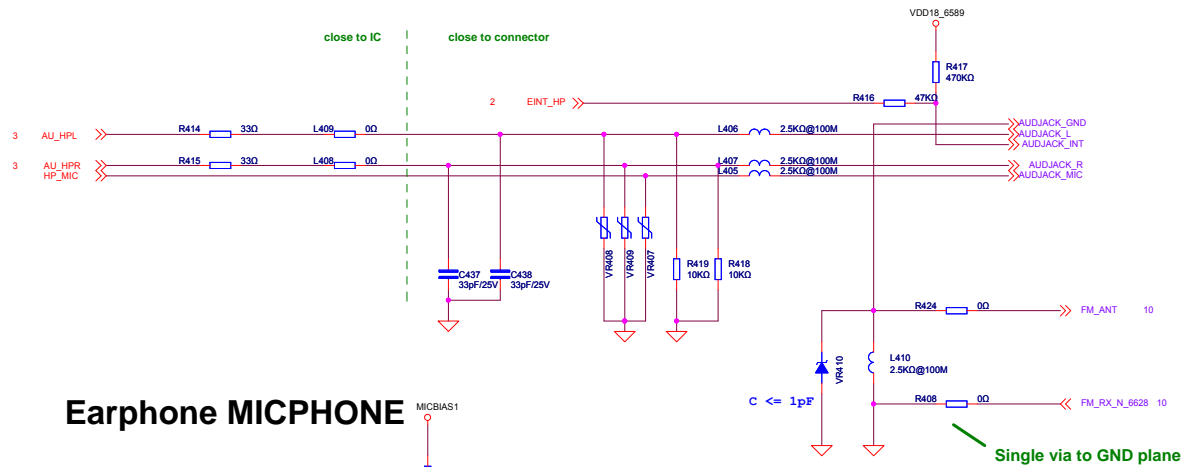 VDD18_6589
close to IC
close to connector
R417
470KΩ
2 EINT_HP
R416 47KΩ
AUDJACK_GND
3 AU_HPL
R414 33Ω L409 0Ω
L406 2.5KΩ@100M
AUDJACK_L
AUDJACK_INT
3 AU_HPR
R415 33Ω L408 0Ω
L407 2.5KΩ@100M
AUDJACK_R
HP_MIC
L405 2.5KΩ@100M
AUDJACK_MIC
VR408
VR409
VR407
C437
33pF/25V
C438
33pF/25V
R419
10KΩ
R418
10KΩ
R424 0Ω
FM_ANT 10
VR410
L410
2.5KΩ@100M
C <= 1pF
R408 0Ω
FM_RX_N_6628 10
Earphone MICPHONE
MICBIAS1
Single via to GND plane